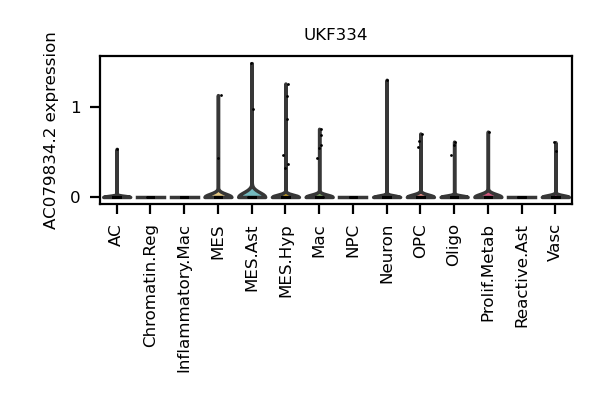 UKF334
AC079834.2 expression
1
0
AC
Chromatin.Reg
Inflammatory.Mac
MES
MES.Ast
MES.Hyp
Mac
NPC
Neuron
OPC
Oligo
Prolif.Metab
Reactive.Ast
Vasc